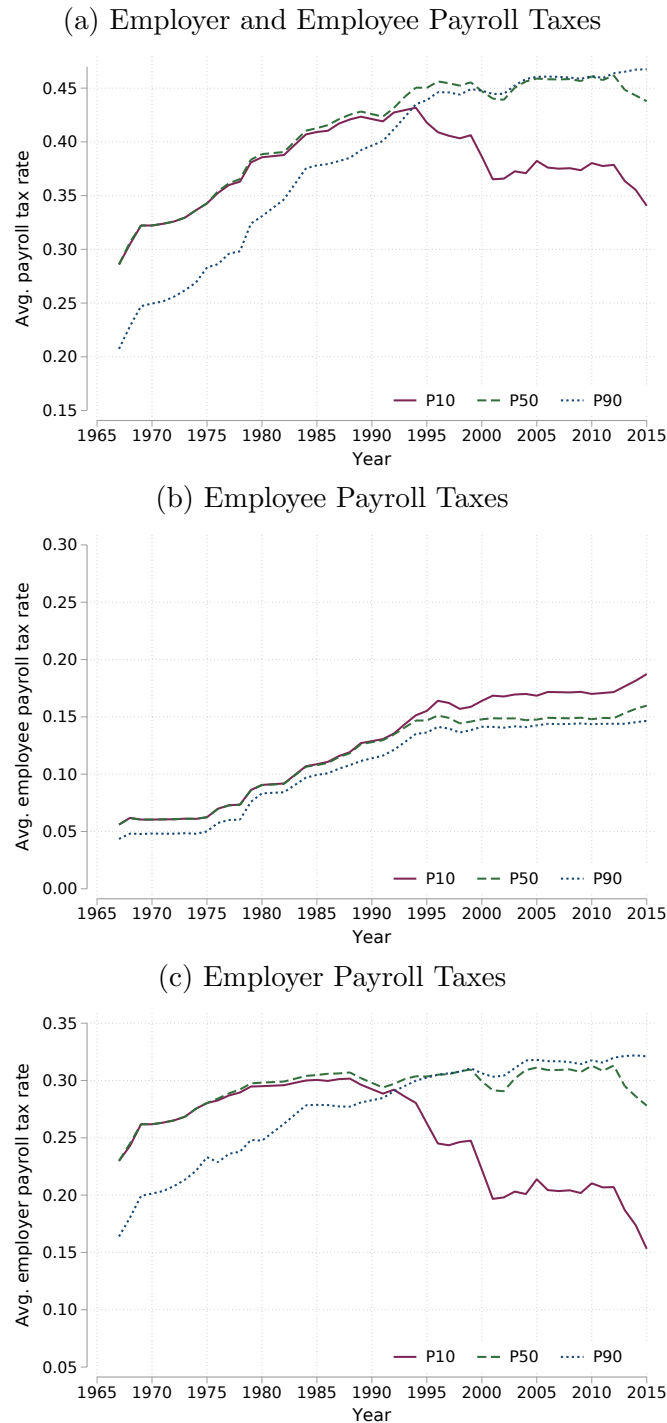 (a) Employer and Employee Payroll Taxes
Avg. payroll tax rate
0.45
0.40
0.35
0.30
0.25
0.20
0.15
P10 P50 P90
1965 1970 1975 1980 1985 1990 1995 2000 2005 2010 2015
Year
(b) Employee Payroll Taxes
Avg. employee payroll tax rate
0.30
0.25
0.20
0.15
0.10
0.05
0.00
P10 P50 P90
1965 1970 1975 1980 1985 1990 1995 2000 2005 2010 2015
Year
(c) Employer Payroll Taxes
Avg. employer payroll tax rate
0.35
0.30
0.25
0.20
0.15
0.10
0.05
P10 P50 P90
1965 1970 1975 1980 1985 1990 1995 2000 2005 2010 2015
Year